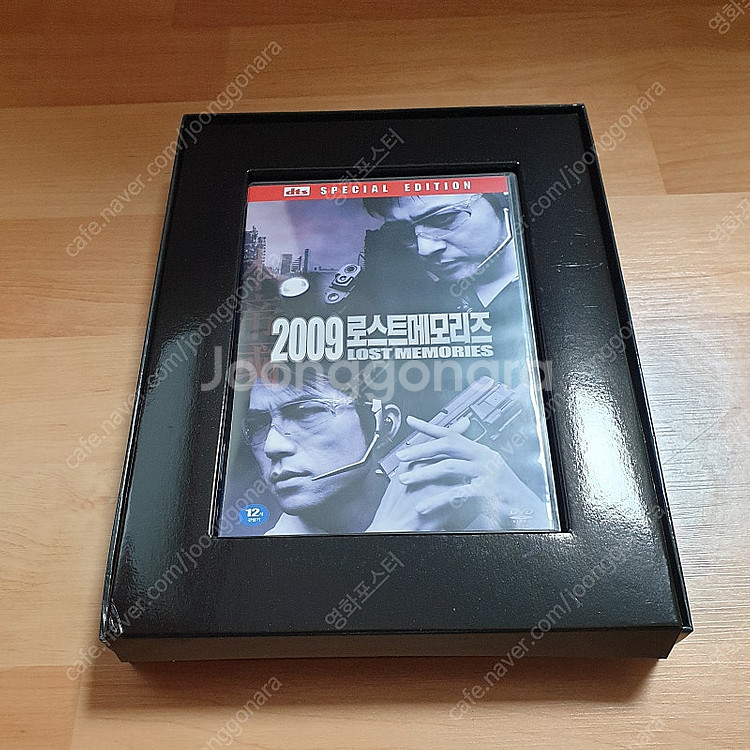 dts SPECIAL EDITION
2009 로스트메모리즈
LOST MEMORIES
Joonggonara
12세
DVD
영화포스터
cafe.naver.com/joonggonara